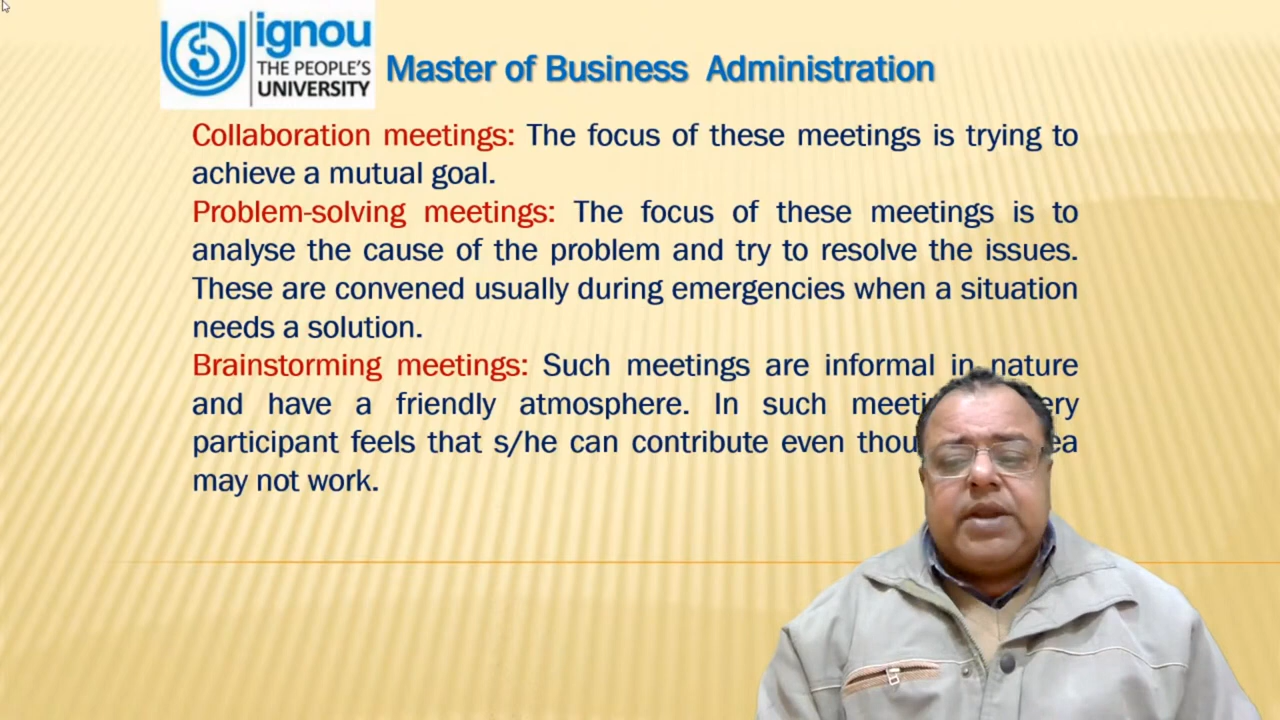 ignou
THE PEOPLE'S
UNIVERSITY
Master of Business Administration
Collaboration meetings: The focus of these meetings is trying to
achieve a mutual goal.
Problem-solving meetings: The focus of these meetings is to
analyse the cause of the problem and try to resolve the issues.
These are convened usually during emergencies when a situation
needs a solution.
Brainstorming meetings: Such meetings are informal in nature
and have a friendly atmosphere. In such
participant feels that s/he can contribute even
may not work.